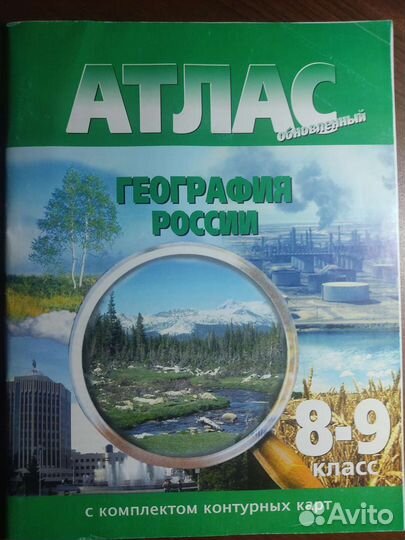 АТЛАС
обновленный
ГЕОГРАФИЯ
РОССИИ
8-9
класс
с комплектом контурных карт
Avito